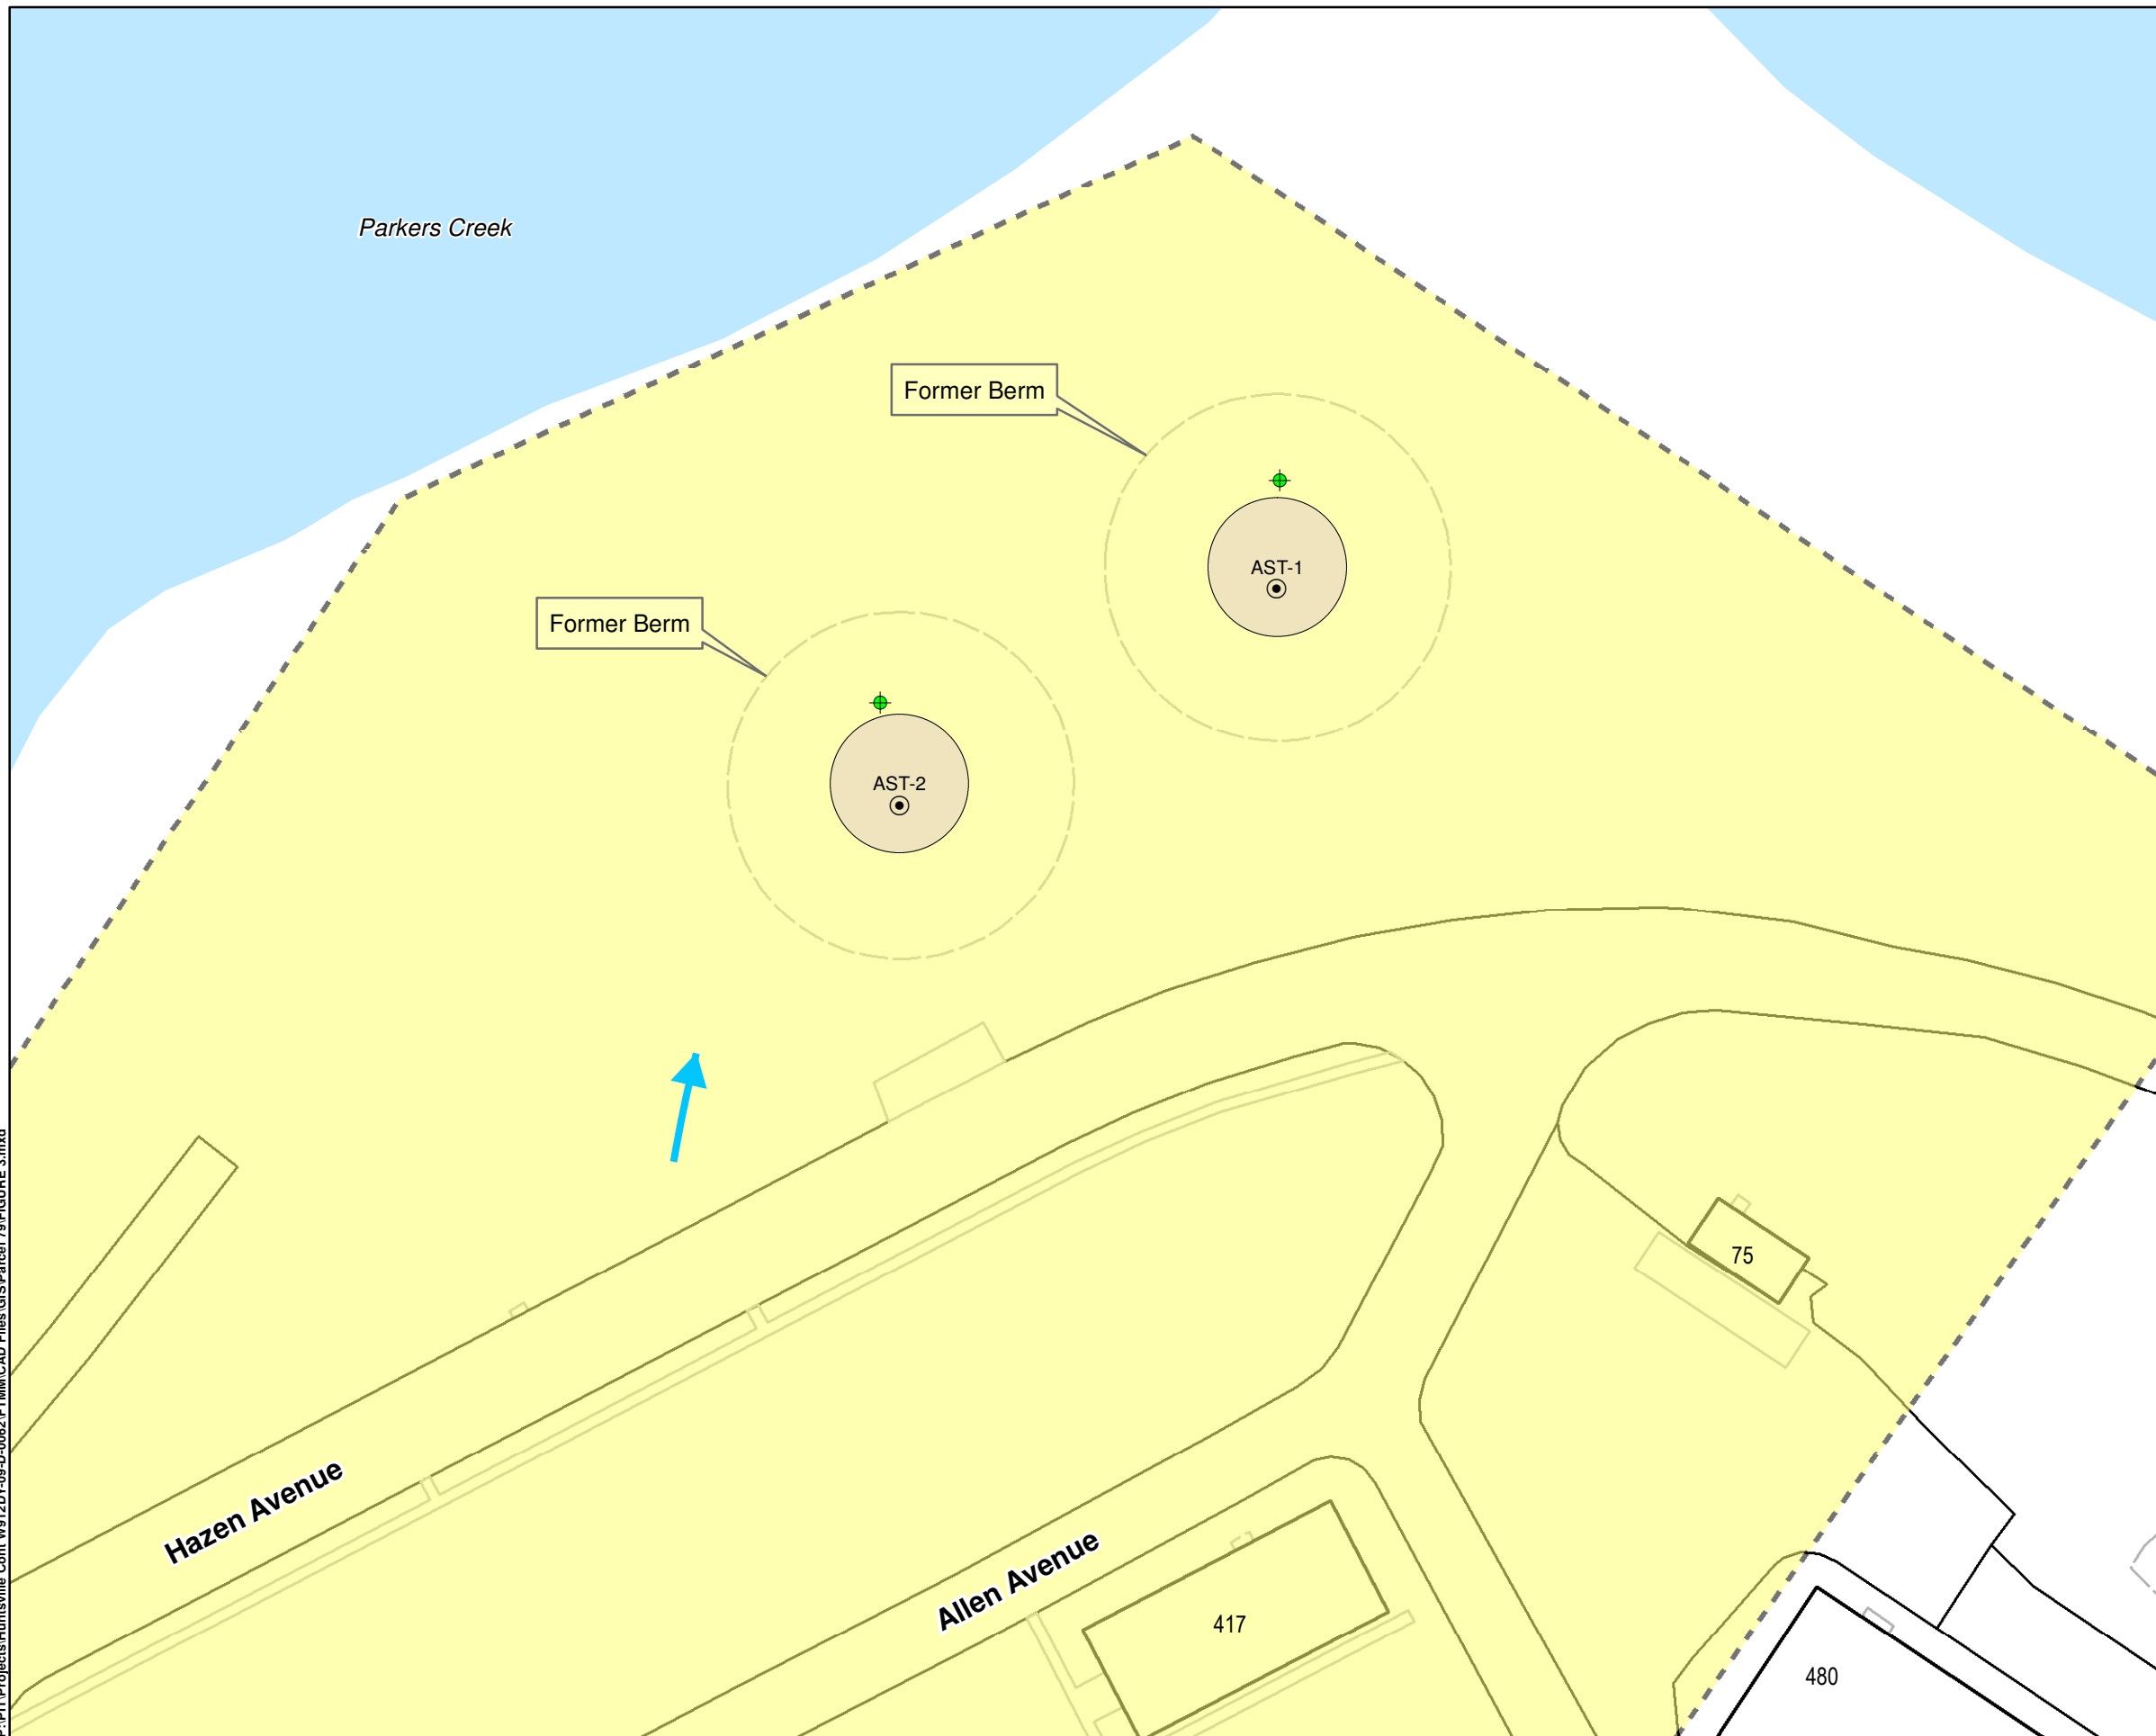 Parkers Creek
Former Berm
AST-1
Former Berm
AST-2
75
Hazen Avenue
Allen Avenue
417
480